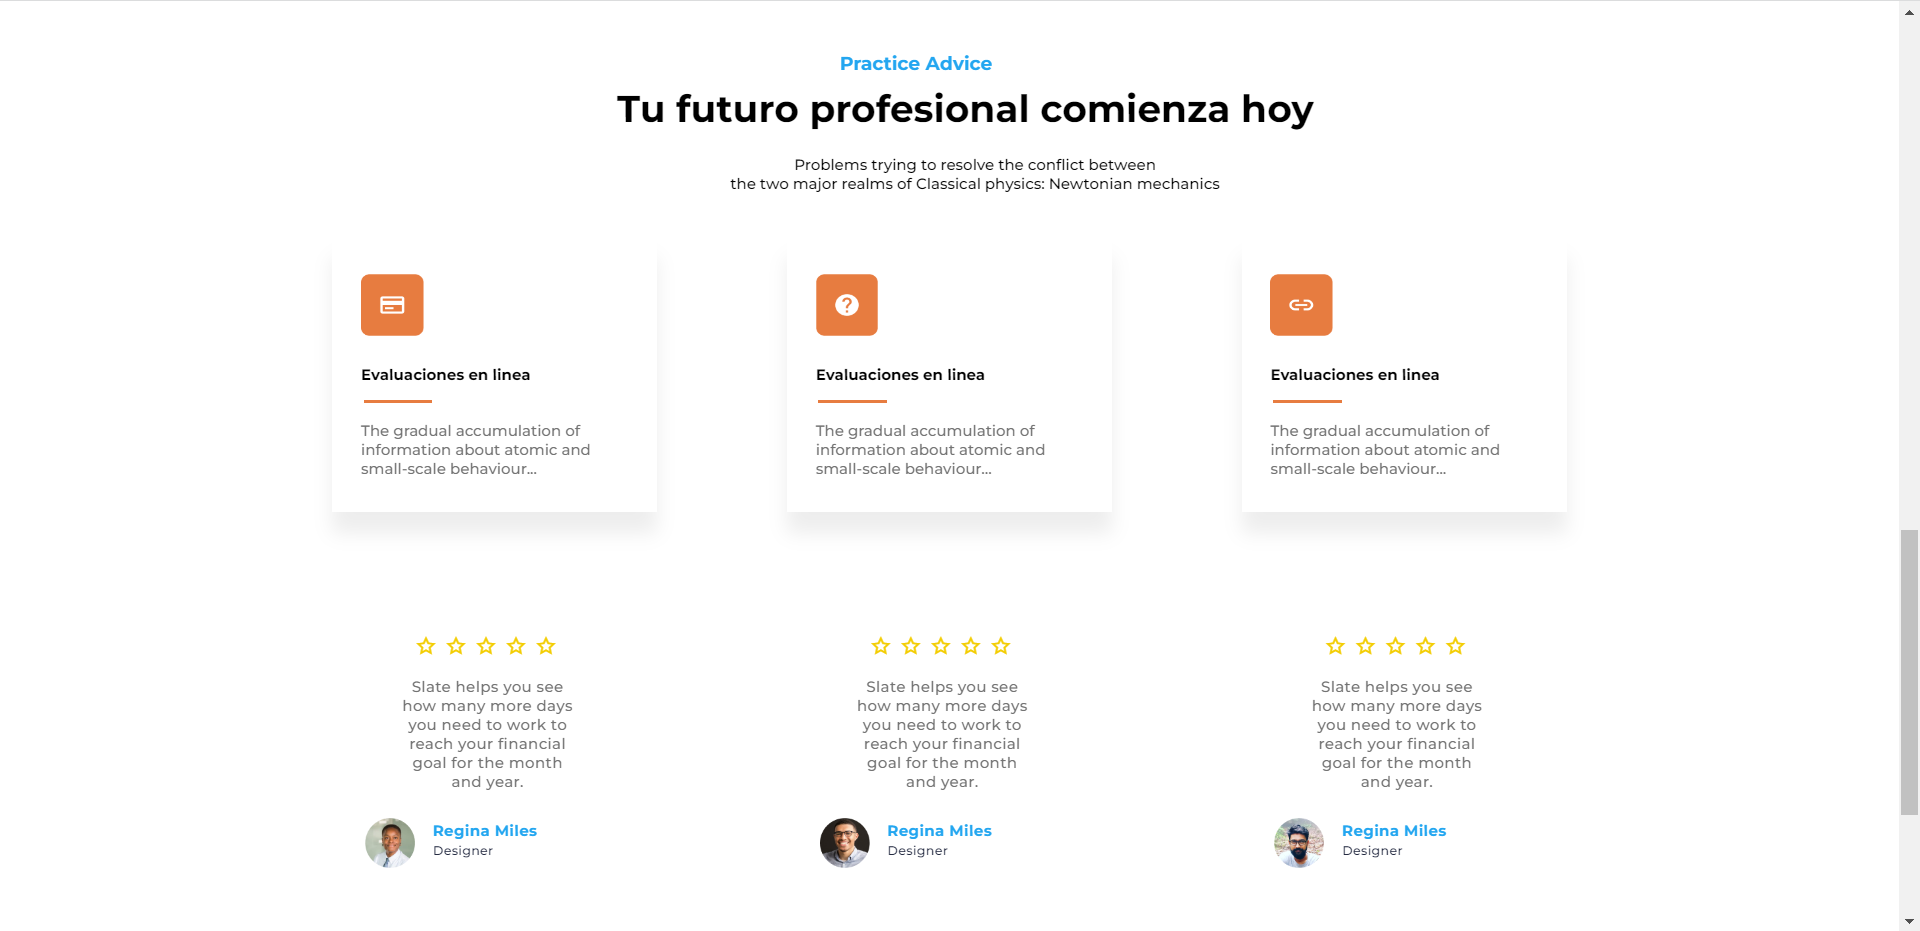 Practice Advice
Tu futuro profesional comienza hoy
Problems trying to resolve the conflict between
the two major realms of Classical physics: Newtonian mechanics
Evaluaciones en linea
The gradual accumulation of
information about atomic and
small-scale behaviour...
Evaluaciones en linea
The gradual accumulation of
information about atomic and
small-scale behaviour...
Evaluaciones en linea
The gradual accumulation of
information about atomic and
small-scale behaviour...
Slate helps you see
how many more days
you need to work to
reach your financial
goal for the month
and year.
Regina Miles
Designer
Slate helps you see
how many more days
you need to work to
reach your financial
goal for the month
and year.
Regina Miles
Designer
Slate helps you see
how many more days
you need to work to
reach your financial
goal for the month
and year.
Regina Miles
Designer